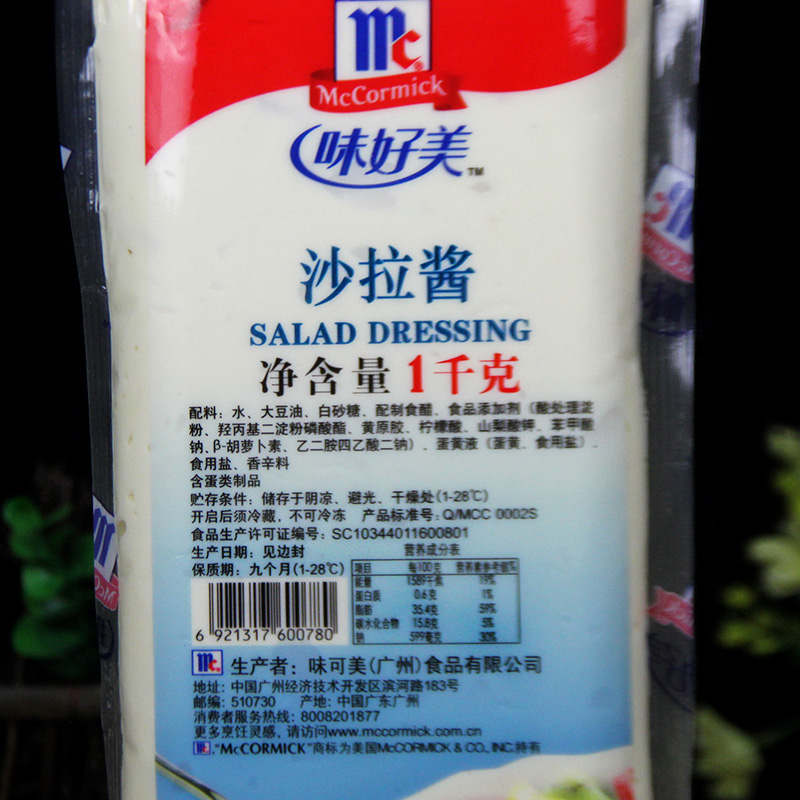 Mc
McCormick
味好美™
沙拉酱
SALAD DRESSING
净含量 1千克
配料：水、大豆油、白砂糖、配制食醋、食品添加剂（酸处理淀
粉、羟丙基二淀粉磷酸酯、黄原胶、柠檬酸、山梨酸钾、苯甲酸
钠、β-胡萝卜素、乙二胺四乙酸二钠）、蛋黄液（蛋黄、食用盐）、
食用盐、香辛料
含蛋类制品
贮存条件：储存于阴凉、避光、干燥处(1-28℃)
开启后须冷藏，不可冷冻 产品标准号：Q/MCC 0002S
食品生产许可证编号：SC10344011600801
生产日期：见边封
保质期：九个月(1-28℃)
营养成分表
项目 每100克 营养素参考值%
能量 1589千焦 19%
蛋白质 0.6克 1%
脂肪 35.4克 59%
碳水化合物 15.8克 5%
钠 599毫克 30%
6 921317 600780
Mc 生产者：味可美(广州)食品有限公司
地址：中国广州经济技术开发区滨河路183号
邮编：510730 产地：中国广东广州
消费者服务热线：8008201877
更多烹饪灵感，请访问www.mccormick.com.cn
Mc,"McCORMICK"商标为美国McCORMICK & CO., INC.持有